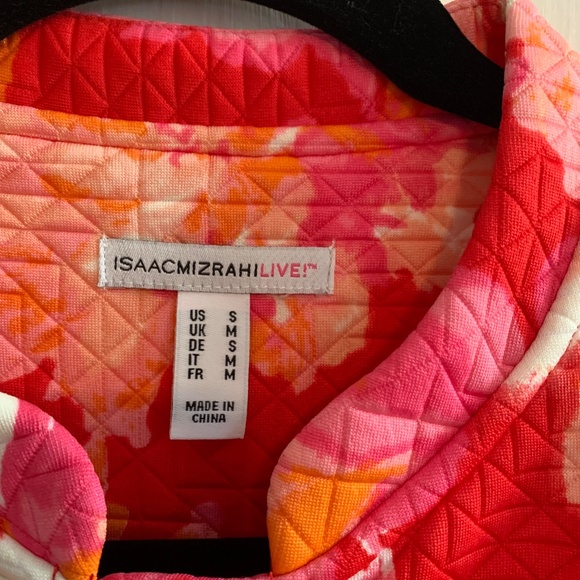 ISAACMIZRAHILIVE!™
US S
UK M
DE S
IT M
FR M
MADE IN
CHINA